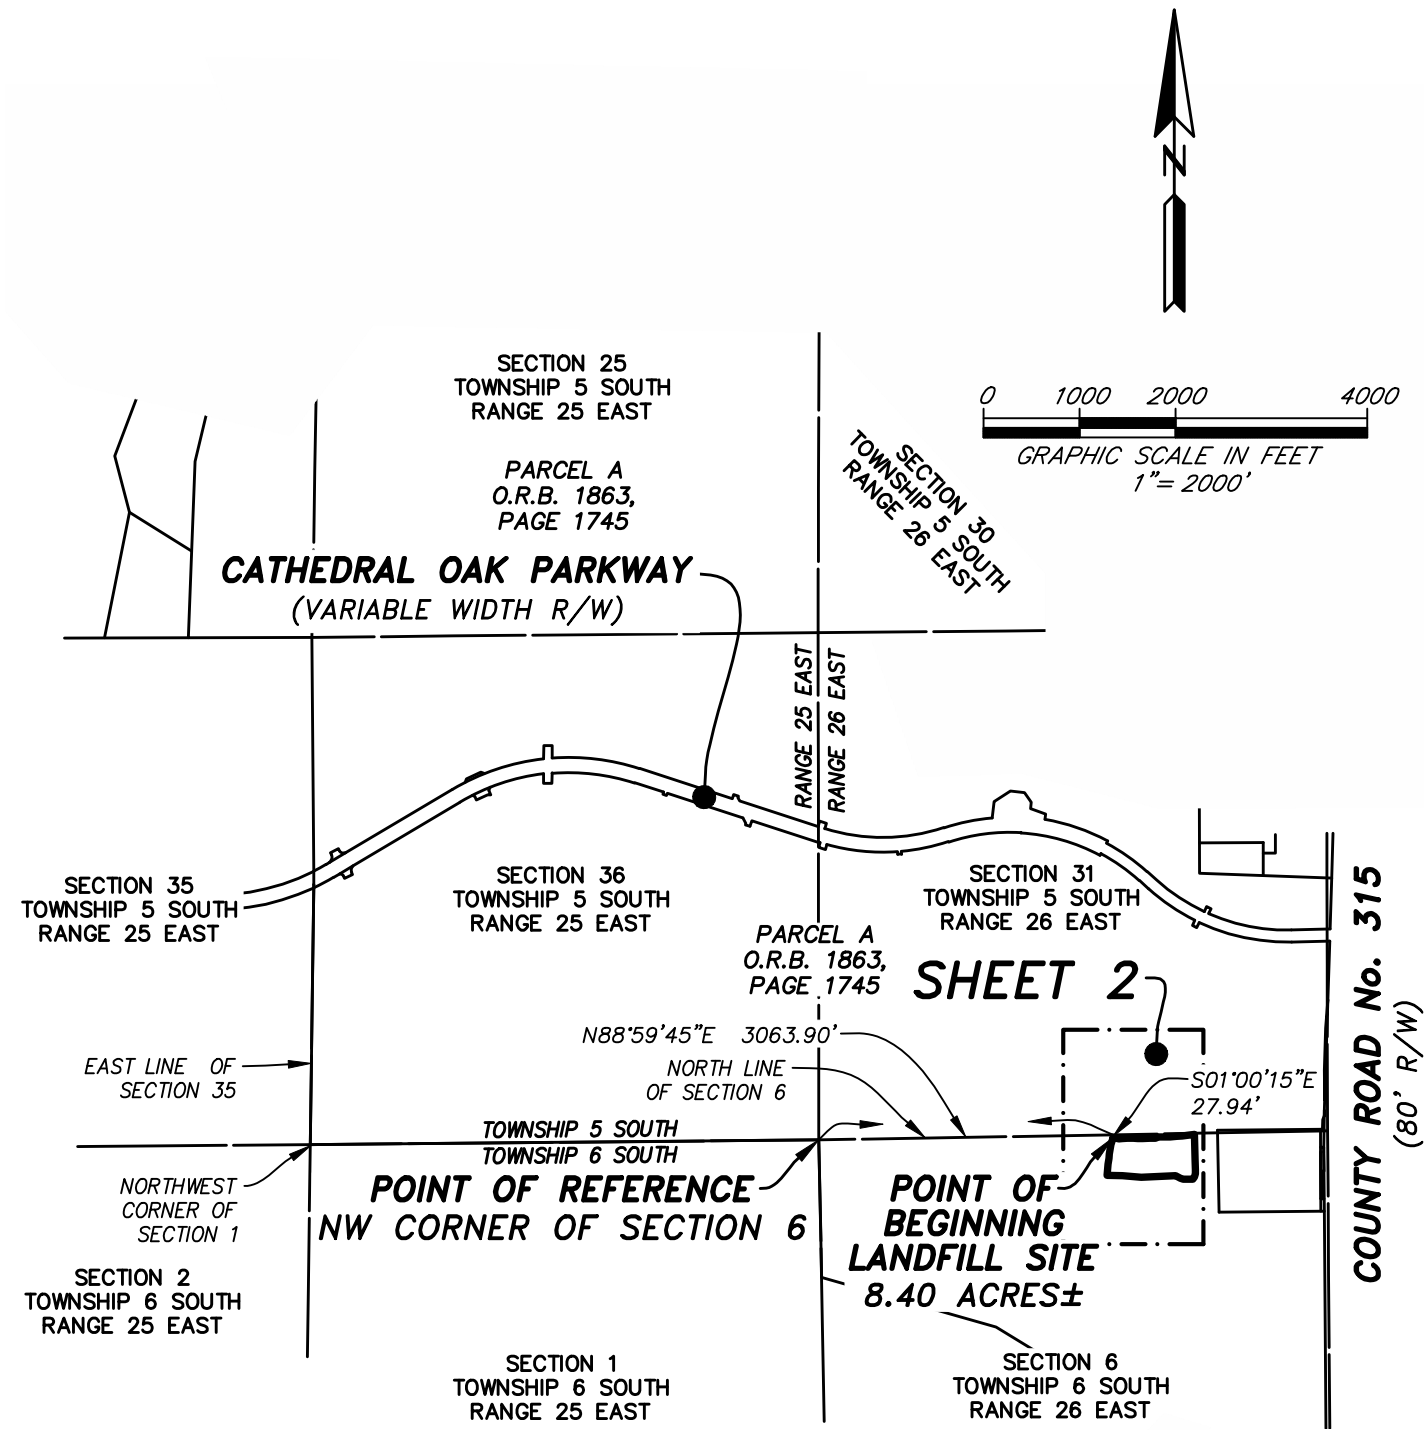 N
0 1000 2000 4000
GRAPHIC SCALE IN FEET
1"= 2000'
SECTION 25
TOWNSHIP 5 SOUTH
RANGE 25 EAST
PARCEL A
O.R.B. 1863,
PAGE 1745
SECTION 30
TOWNSHIP 5 SOUTH
RANGE 26 EAST
CATHEDRAL OAK PARKWAY
(VARIABLE WIDTH R/W)
RANGE 25 EAST
RANGE 26 EAST
SECTION 35
TOWNSHIP 5 SOUTH
RANGE 25 EAST
SECTION 36
TOWNSHIP 5 SOUTH
RANGE 25 EAST
SECTION 31
TOWNSHIP 5 SOUTH
RANGE 26 EAST
PARCEL A
O.R.B. 1863,
PAGE 1745
SHEET 2
COUNTY ROAD No. 315
(80' R/W)
N88°59'45"E 3063.90'
NORTH LINE
OF SECTION 6
EAST LINE OF
SECTION 35
S01°00'15"E
27.94'
TOWNSHIP 5 SOUTH
TOWNSHIP 6 SOUTH
NORTHWEST
CORNER OF
SECTION 1
POINT OF REFERENCE
NW CORNER OF SECTION 6
POINT OF
BEGINNING
LANDFILL SITE
8.40 ACRES±
SECTION 2
TOWNSHIP 6 SOUTH
RANGE 25 EAST
SECTION 1
TOWNSHIP 6 SOUTH
RANGE 25 EAST
SECTION 6
TOWNSHIP 6 SOUTH
RANGE 26 EAST